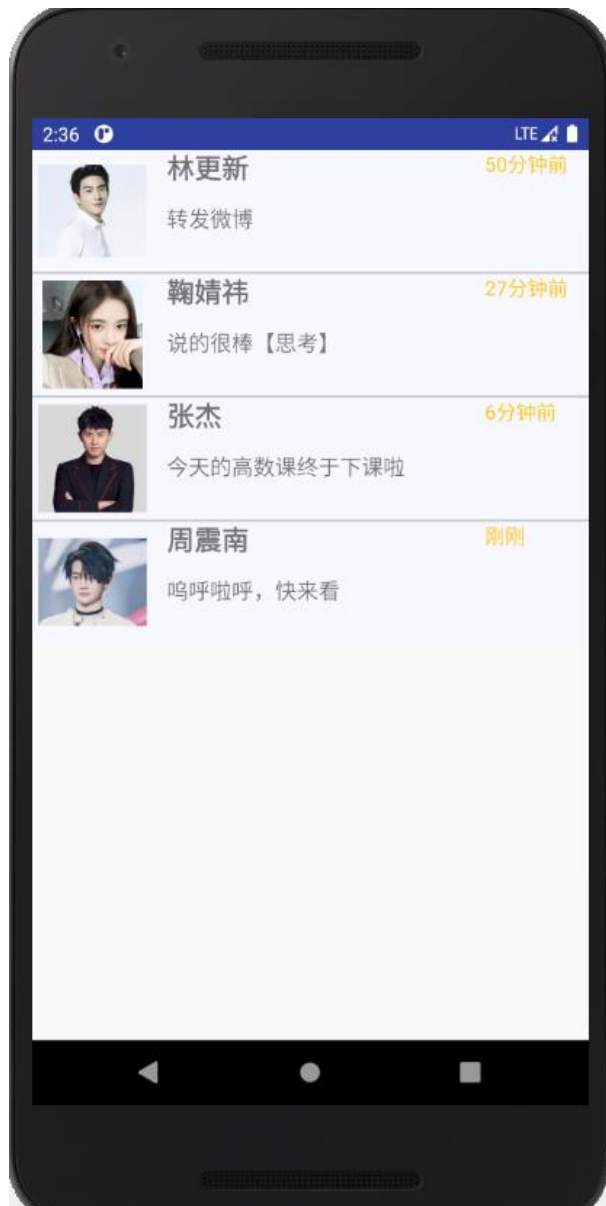 2:36 LTE
林更新 50分钟前
转发微博
鞠婧祎 27分钟前
说的很棒【思考】
张杰 6分钟前
今天的高数课终于下课啦
周震南 刚刚
呜呼啦呼，快来看